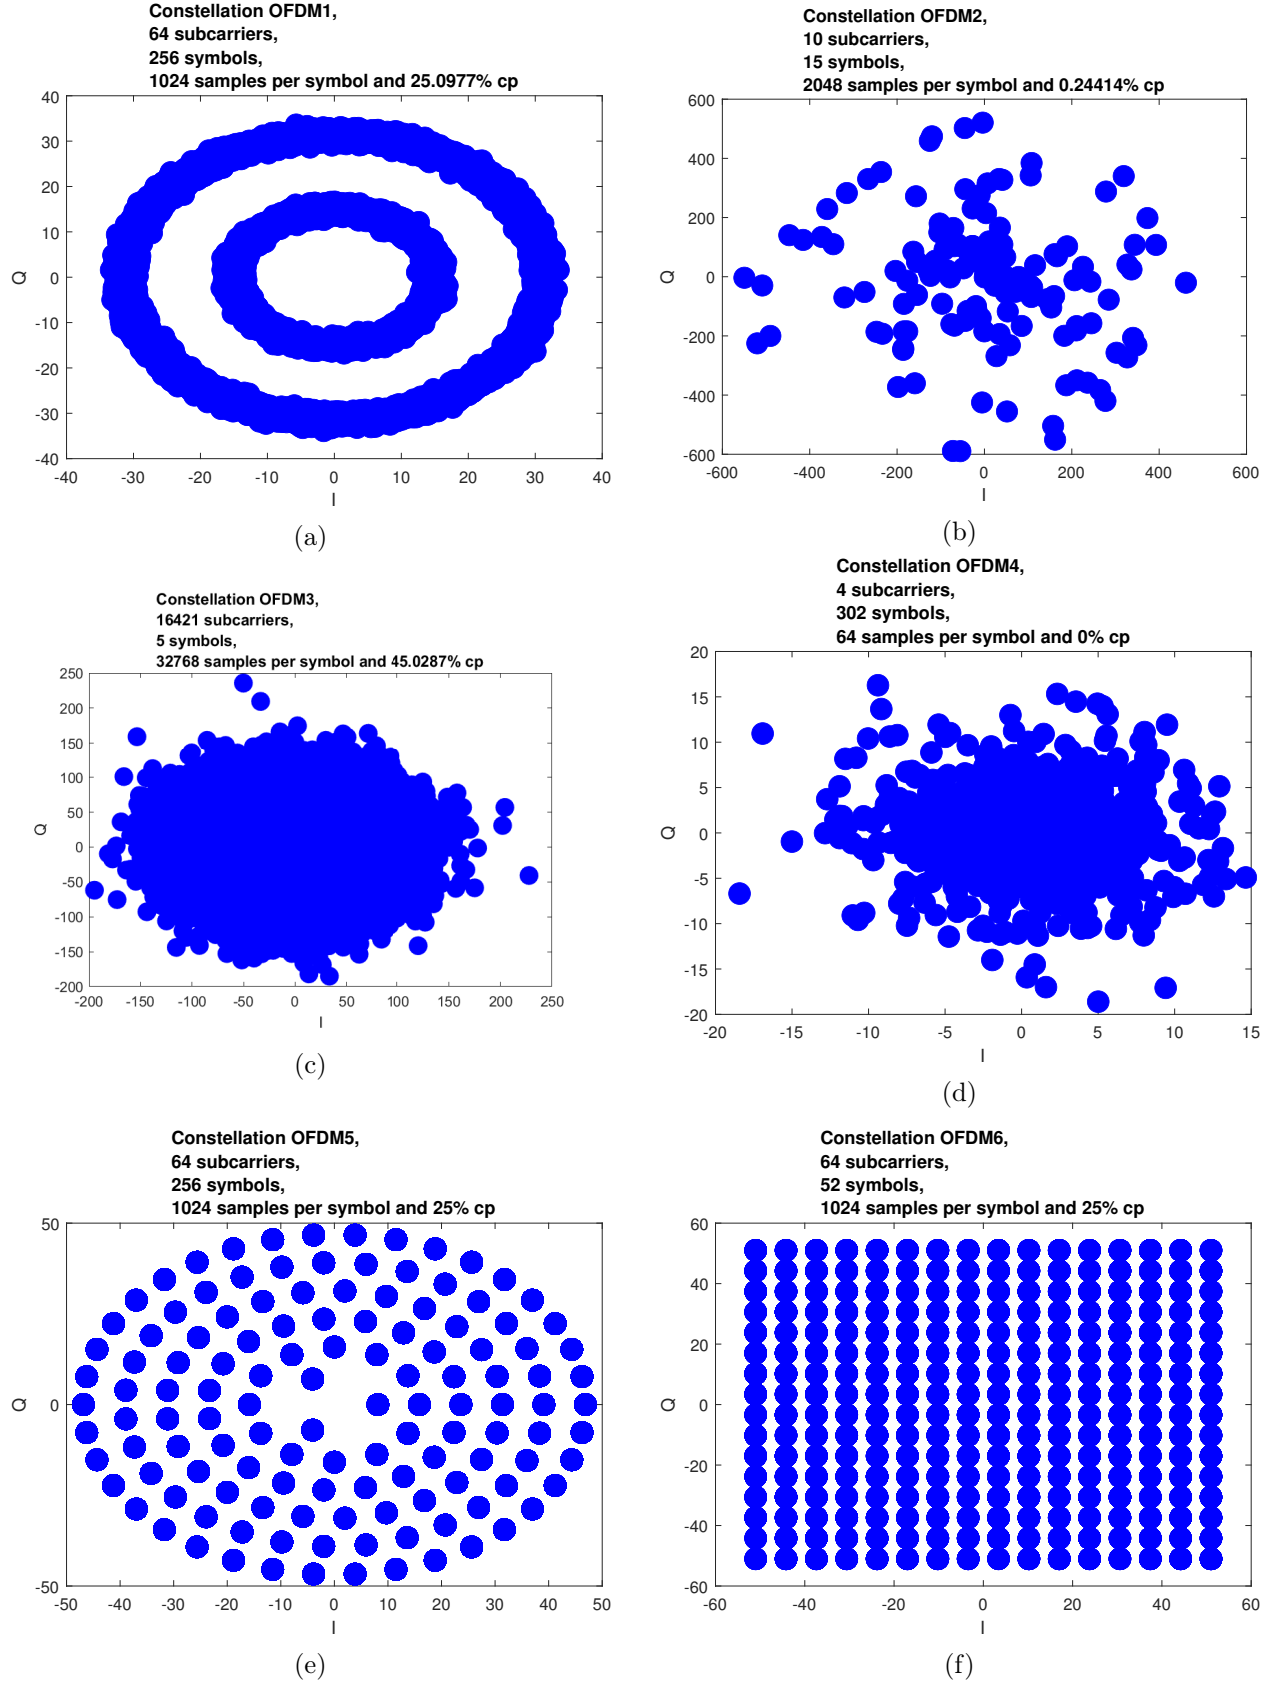 Constellation OFDM1,
64 subcarriers,
256 symbols,
1024 samples per symbol and 25.0977% cp
40
30
20
10
0
-10
-20
-30
-40
Q
-40 -30 -20 -10 0 10 20 30 40
I
(a)
Constellation OFDM2,
10 subcarriers,
15 symbols,
2048 samples per symbol and 0.24414% cp
600
400
200
0
-200
-400
-600
Q
-600 -400 -200 0 200 400 600
I
(b)
Constellation OFDM3,
16421 subcarriers,
5 symbols,
32768 samples per symbol and 45.0287% cp
250
200
150
100
50
0
-50
-100
-150
-200
Q
-200 -150 -100 -50 0 50 100 150 200 250
I
(c)
Constellation OFDM4,
4 subcarriers,
302 symbols,
64 samples per symbol and 0% cp
20
15
10
5
0
-5
-10
-15
-20
Q
-20 -15 -10 -5 0 5 10 15
I
(d)
Constellation OFDM5,
64 subcarriers,
256 symbols,
1024 samples per symbol and 25% cp
50
0
-50
Q
-50 -40 -30 -20 -10 0 10 20 30 40 50
I
(e)
Constellation OFDM6,
64 subcarriers,
52 symbols,
1024 samples per symbol and 25% cp
60
40
20
0
-20
-40
-60
Q
-60 -40 -20 0 20 40 60
I
(f)